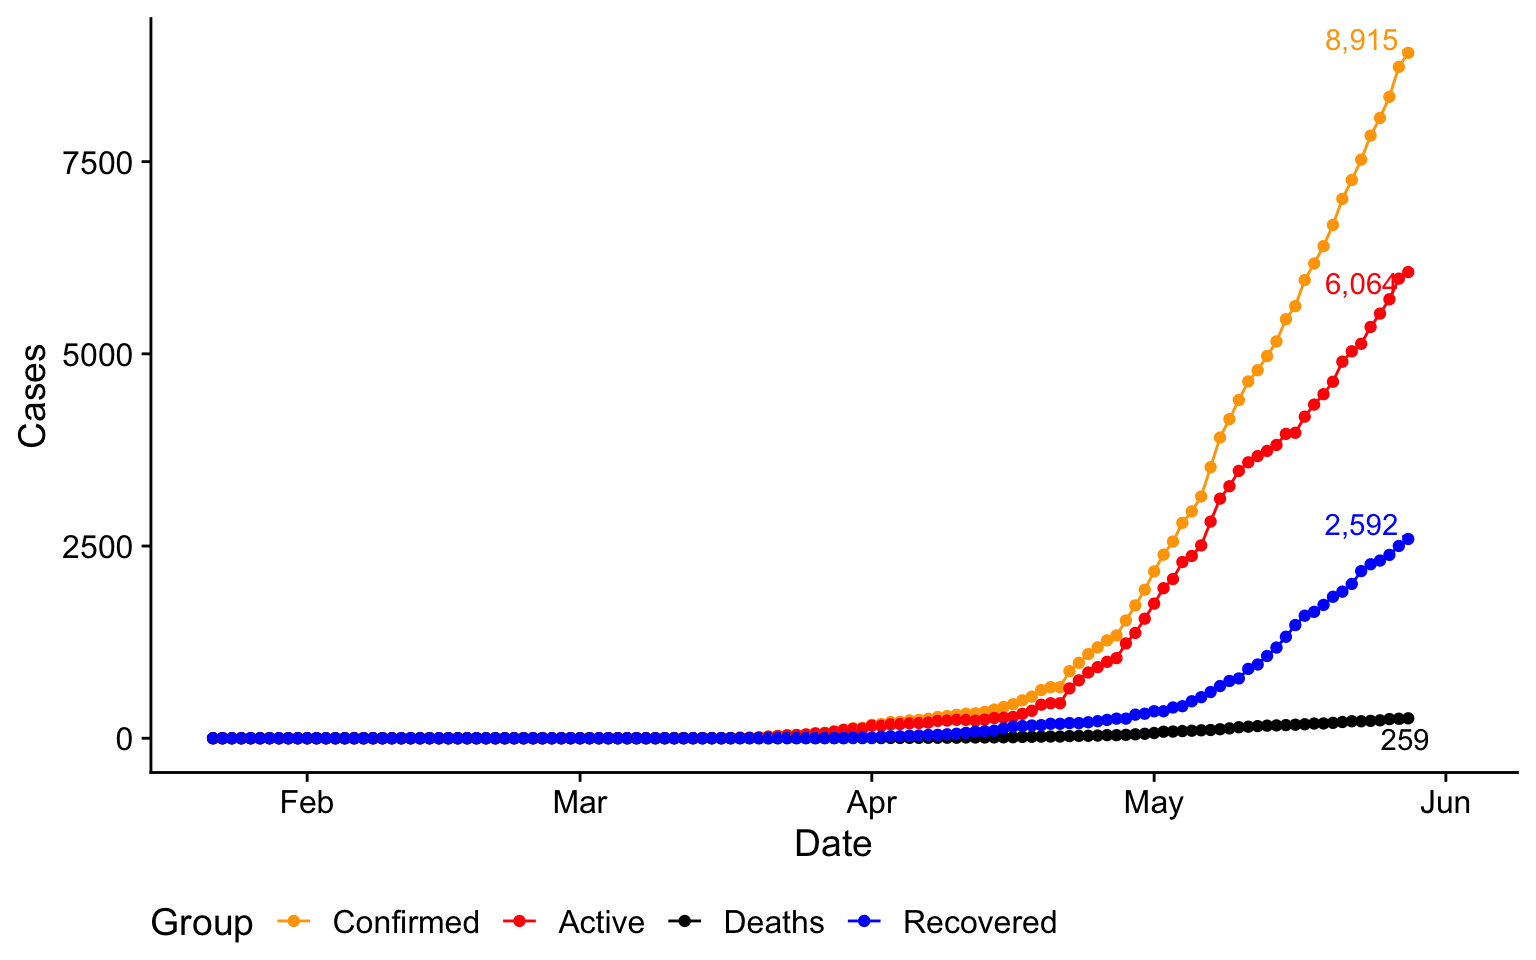 8,915
7500
6,064
5000
Cases
2,592
2500
0
259
Feb Mar Apr May Jun
Date
Group Confirmed Active Deaths Recovered